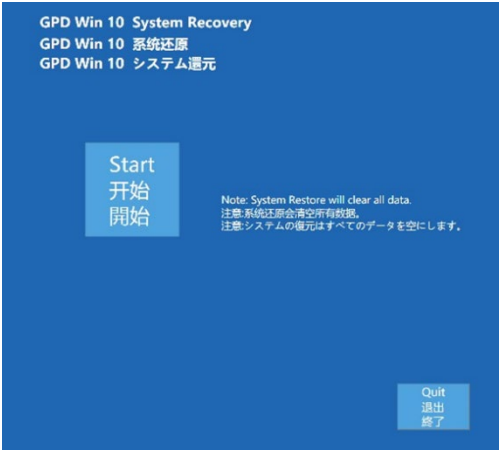 GPD Win 10 System Recovery
GPD Win 10 系统还原
GPD Win 10 システム還元
Start
开始
開始
Note: System Restore will clear all data.
注意:系统还原会清空所有数据。
注意:システムの復元はすべてのデータを空にします。
Quit
退出
終了